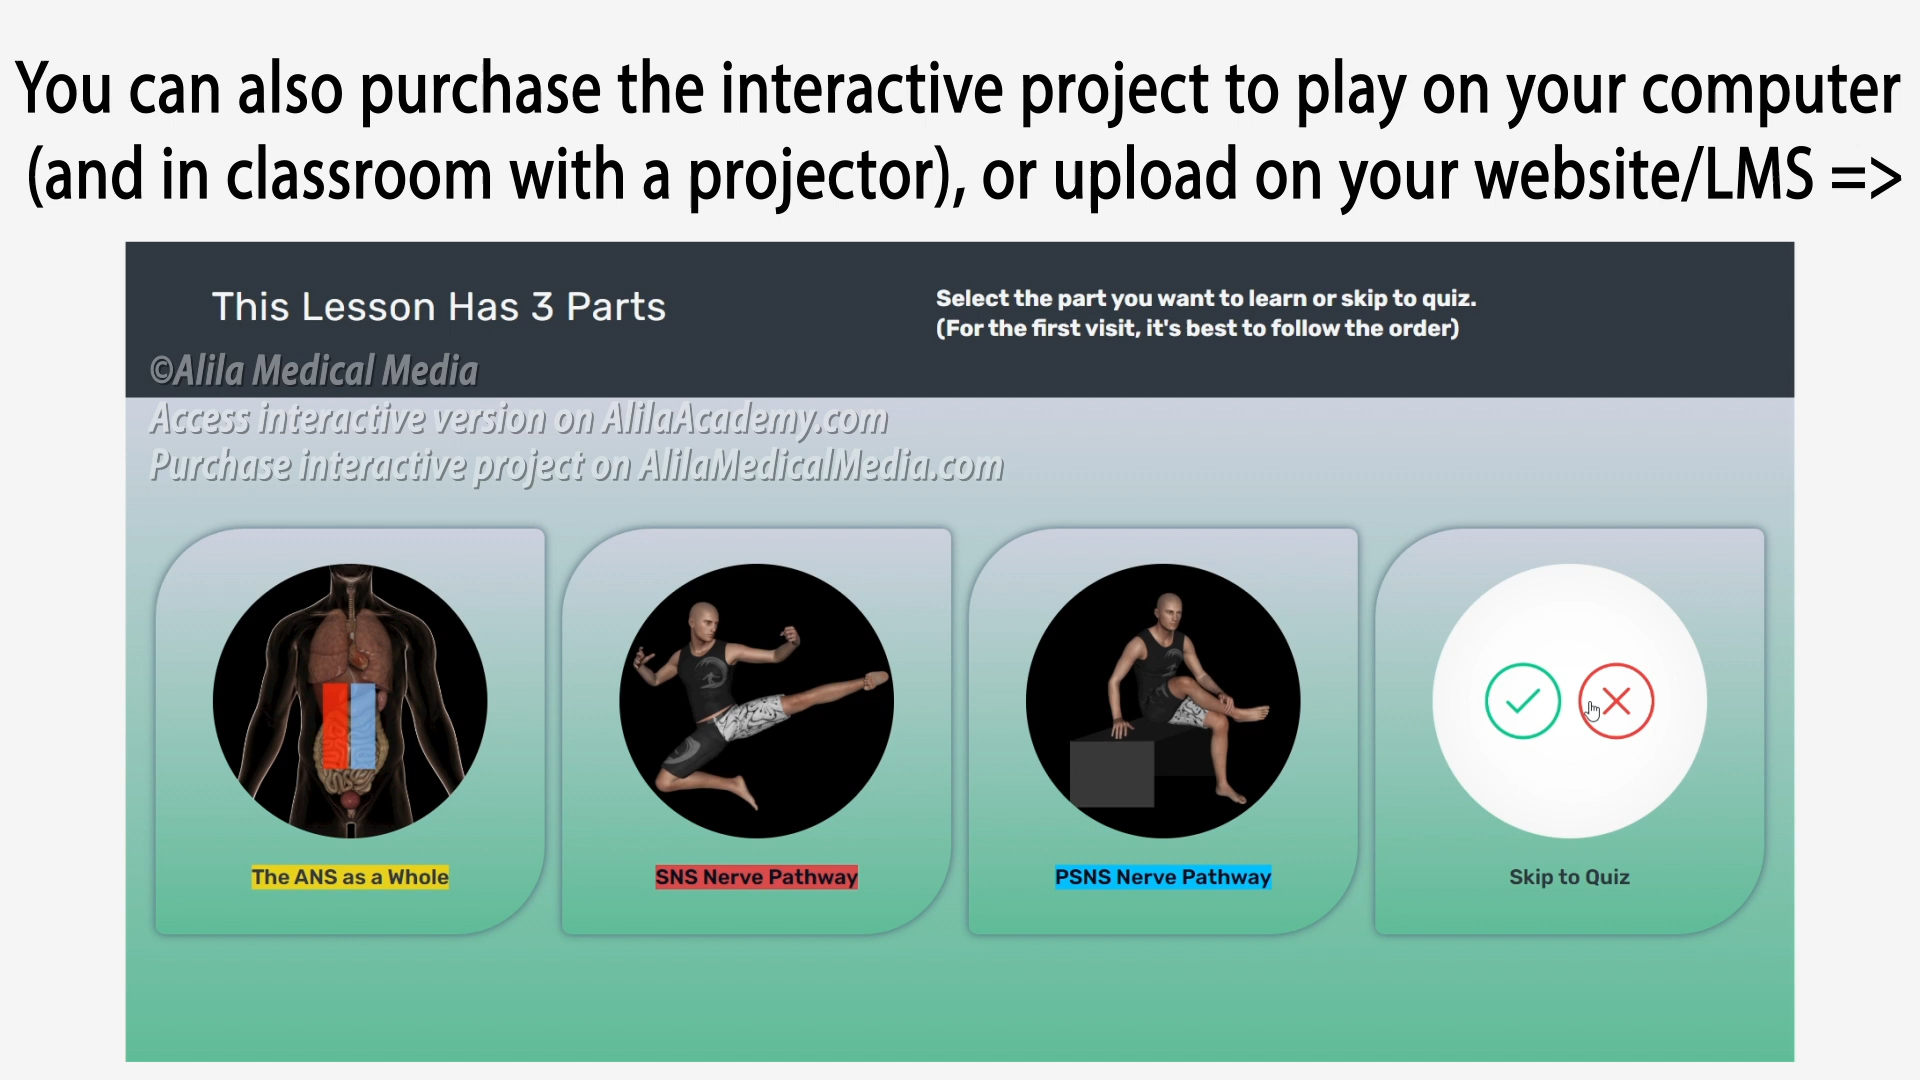 You can also purchase the interactive project to play on your computer
(and in classroom with a projector), or upload on your website/LMS =>
This Lesson Has 3 Parts
Select the part you want to learn or skip to quiz.
(For the first visit, it's best to follow the order)
©Alila Medical Media
Access interactive version on AlilaAcademy.com
Purchase interactive project on AlilaMedicalMedia.com
The ANS as a Whole
SNS Nerve Pathway
PSNS Nerve Pathway
Skip to Quiz